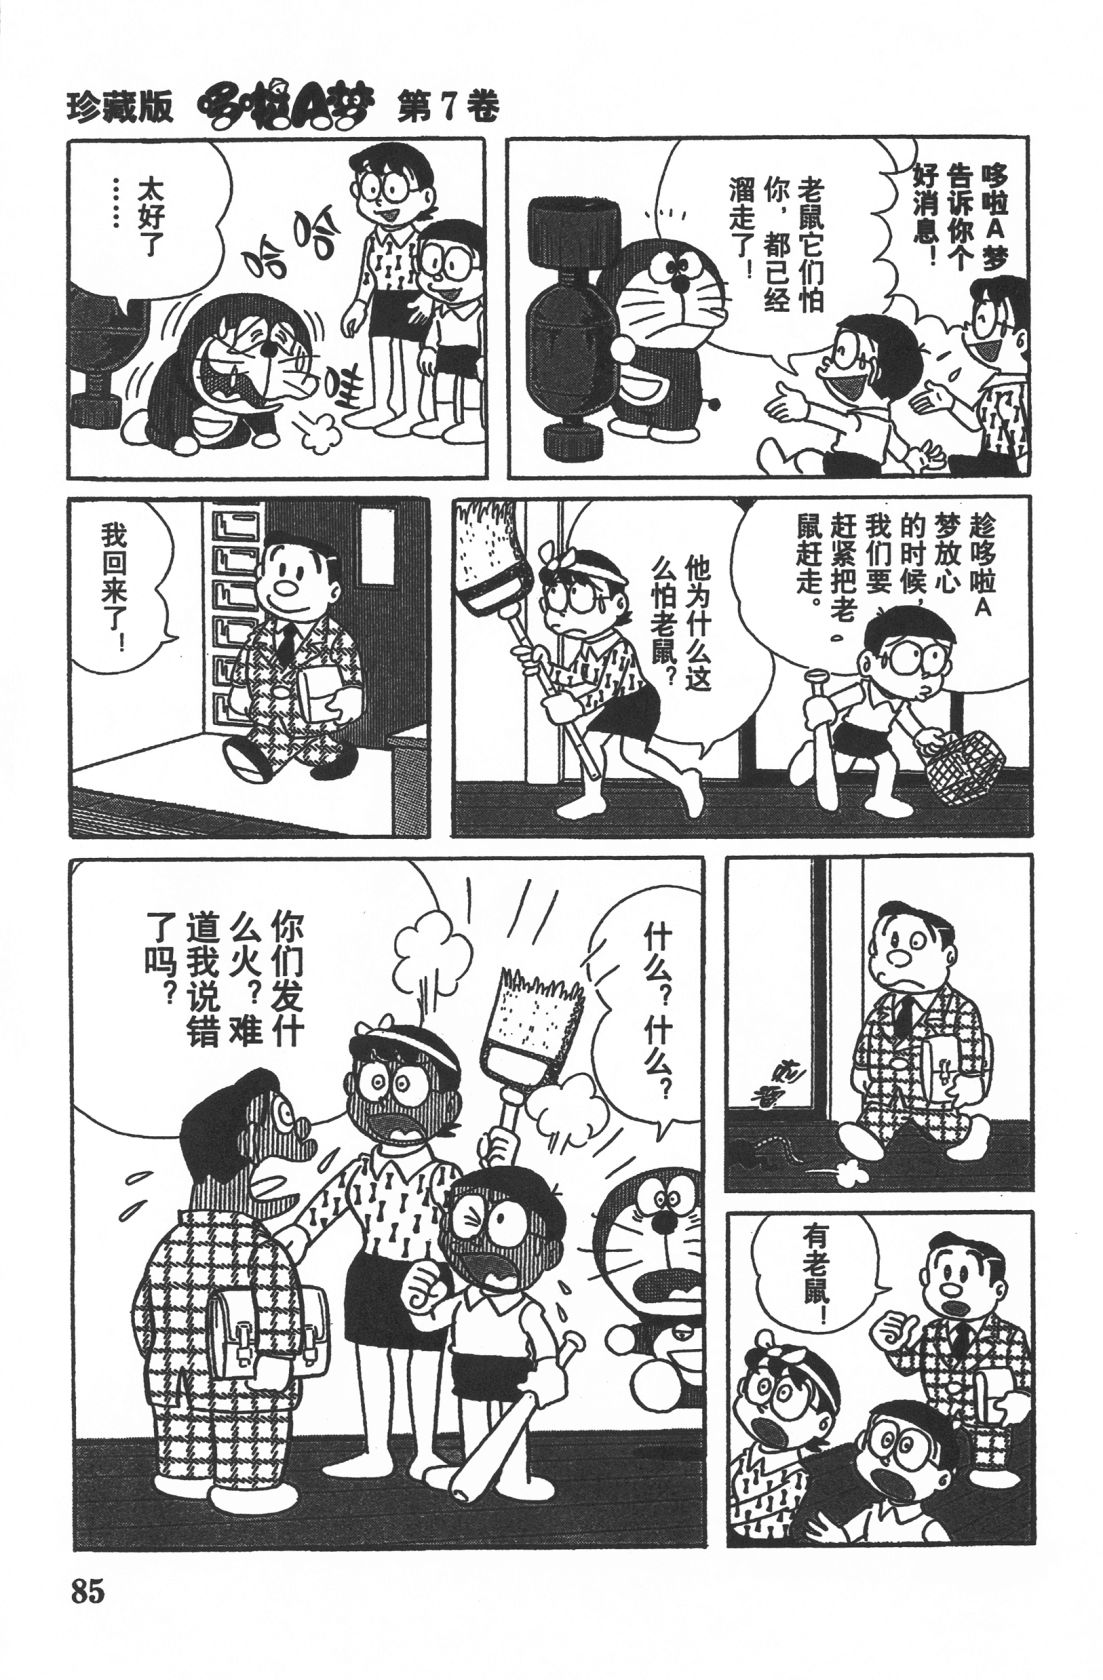 珍藏版 哆啦A梦 第7卷
哆啦A梦
告诉你个
好消息！
老鼠它们怕
你，都已经
溜走了！
太好了
……
哈哈
趁哆啦A
梦放心
的时候，
我们要
赶紧把老
鼠赶走。
他为什么这
么怕老鼠？
我回来了！
有老鼠！
什么？什么？
你们发什
么火？难
道我说错
了吗？
85